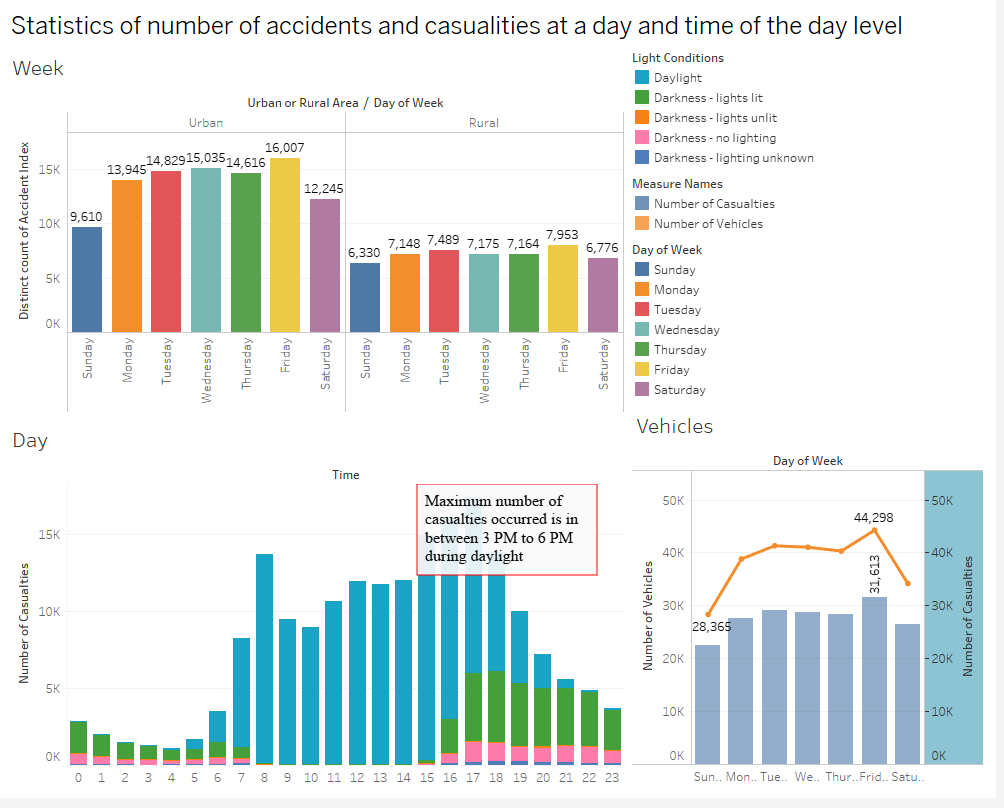 Statistics of number of accidents and casualities at a day and time of the day level
Week
Urban or Rural Area / Day of Week
Urban
Rural
Distinct count of Accident Index
15K
10K
5K
0K
9,610
13,945
14,829
15,035
14,616
16,007
12,245
6,330
7,148
7,489
7,175
7,164
7,953
6,776
Sunday
Monday
Tuesday
Wednesday
Thursday
Friday
Saturday
Sunday
Monday
Tuesday
Wednesday
Thursday
Friday
Saturday
Light Conditions
Daylight
Darkness - lights lit
Darkness - lights unlit
Darkness - no lighting
Darkness - lighting unknown
Measure Names
Number of Casualties
Number of Vehicles
Day of Week
Sunday
Monday
Tuesday
Wednesday
Thursday
Friday
Saturday
Day
Time
Number of Casualties
15K
10K
5K
0K
Maximum number of
casualties occurred is in
between 3 PM to 6 PM
during daylight
0 1 2 3 4 5 6 7 8 9 10 11 12 13 14 15 16 17 18 19 20 21 22 23
Vehicles
Day of Week
Number of Vehicles
50K
40K
30K
20K
10K
0K
44,298
31,613
28,365
50K
40K
30K
20K
10K
0K
Number of Casualties
Sun.. Mon.. Tue.. We.. Thur.. Frid.. Satu..